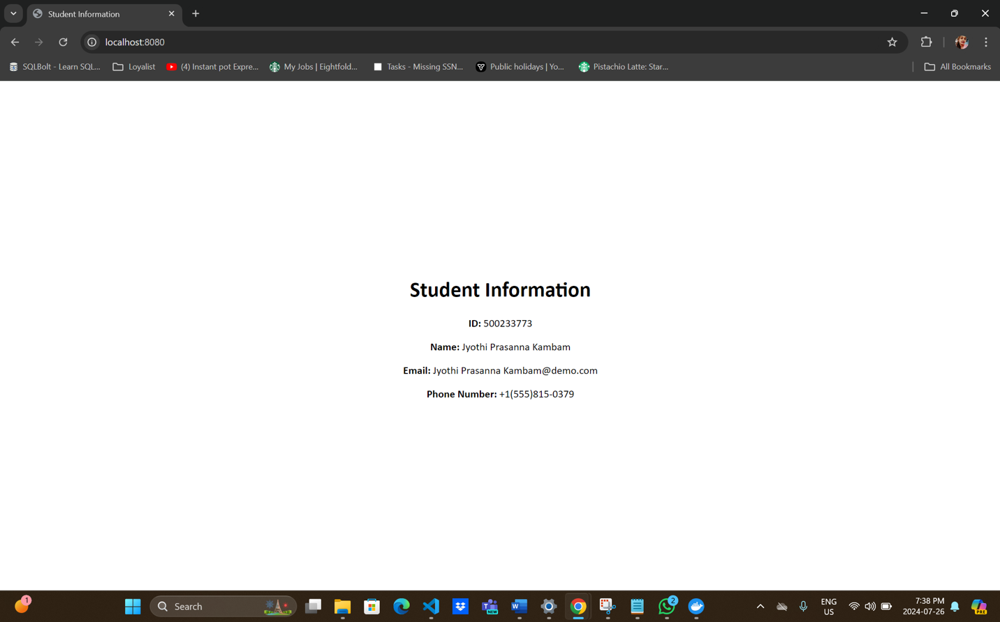 Student Information
localhost:8080
SQLBolt - Learn SQL...
Loyalist
(4) Instant pot Expre...
My Jobs | Eightfold...
Tasks - Missing SSN...
Public holidays | Yo...
Pistachio Latte: Star...
All Bookmarks
Student Information
ID: 500233773
Name: Jyothi Prasanna Kambam
Email: Jyothi Prasanna Kambam@demo.com
Phone Number: +1(555)815-0379
1
Search
NEW
2
ENG
US
7:38 PM
2024-07-26
PRE